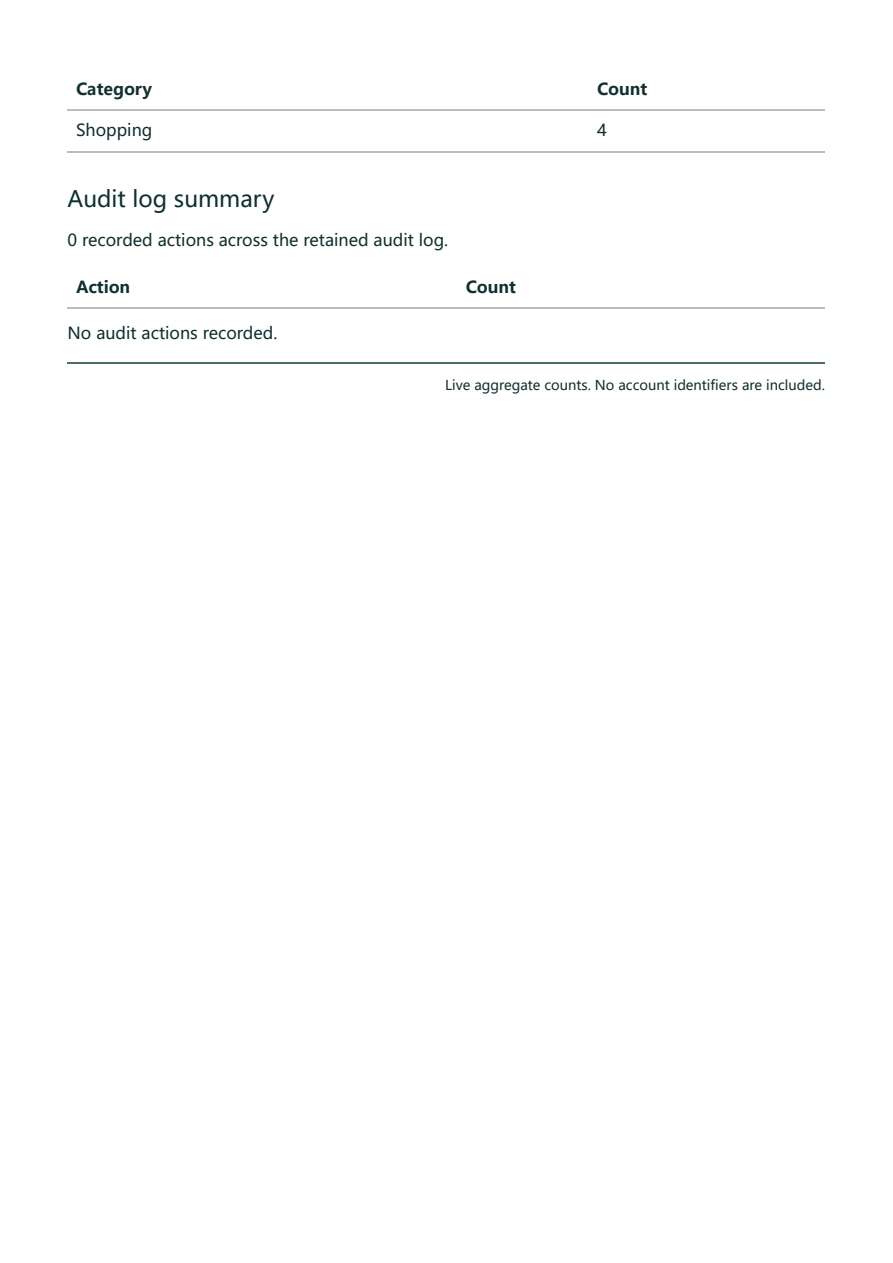 Category Count
Shopping 4
Audit log summary
0 recorded actions across the retained audit log.
Action Count
No audit actions recorded.
Live aggregate counts. No account identifiers are included.